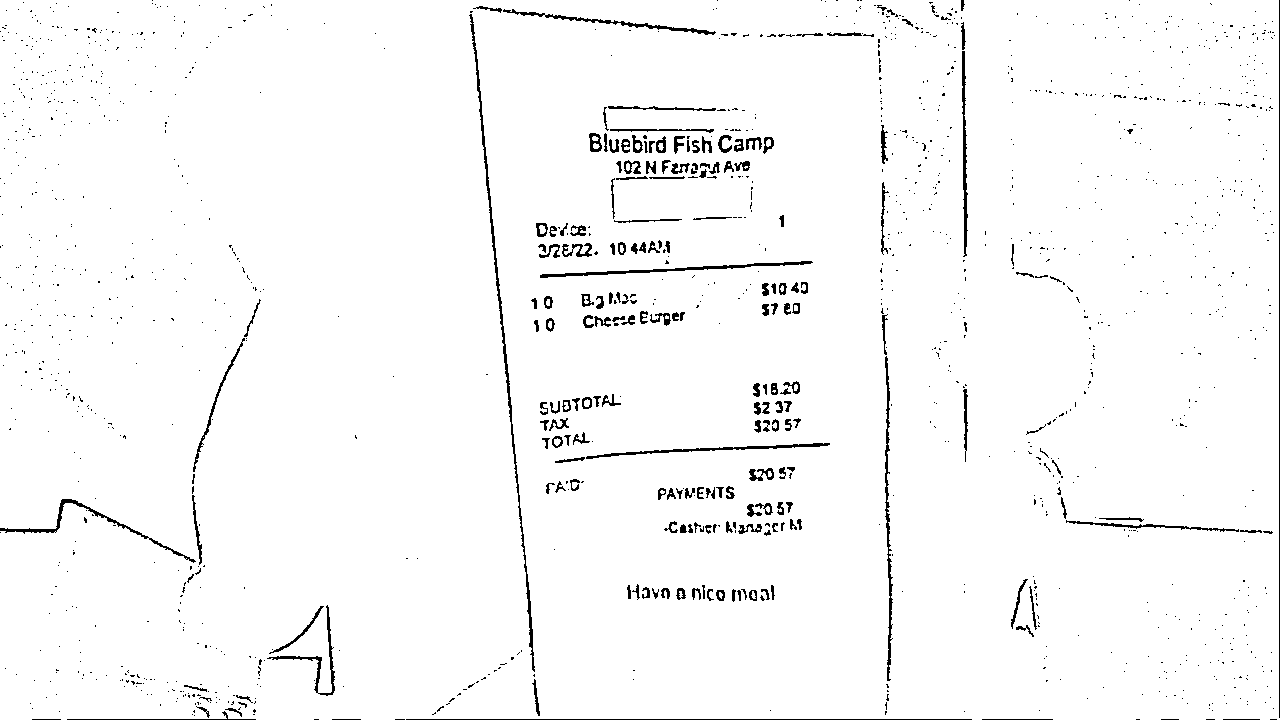 Bluebird Fish Camp
102 N Farragut Ave
Device: 1
3/28/22. 10 44AM
1 0 Big Mac $10 40
1 0 Cheese Burger $7 80
SUBTOTAL $18.20
TAX $2 37
TOTAL $20 57
PAID: $20 57
PAYMENTS
$20 57
-Cashier: Manager M
Have a nice meal